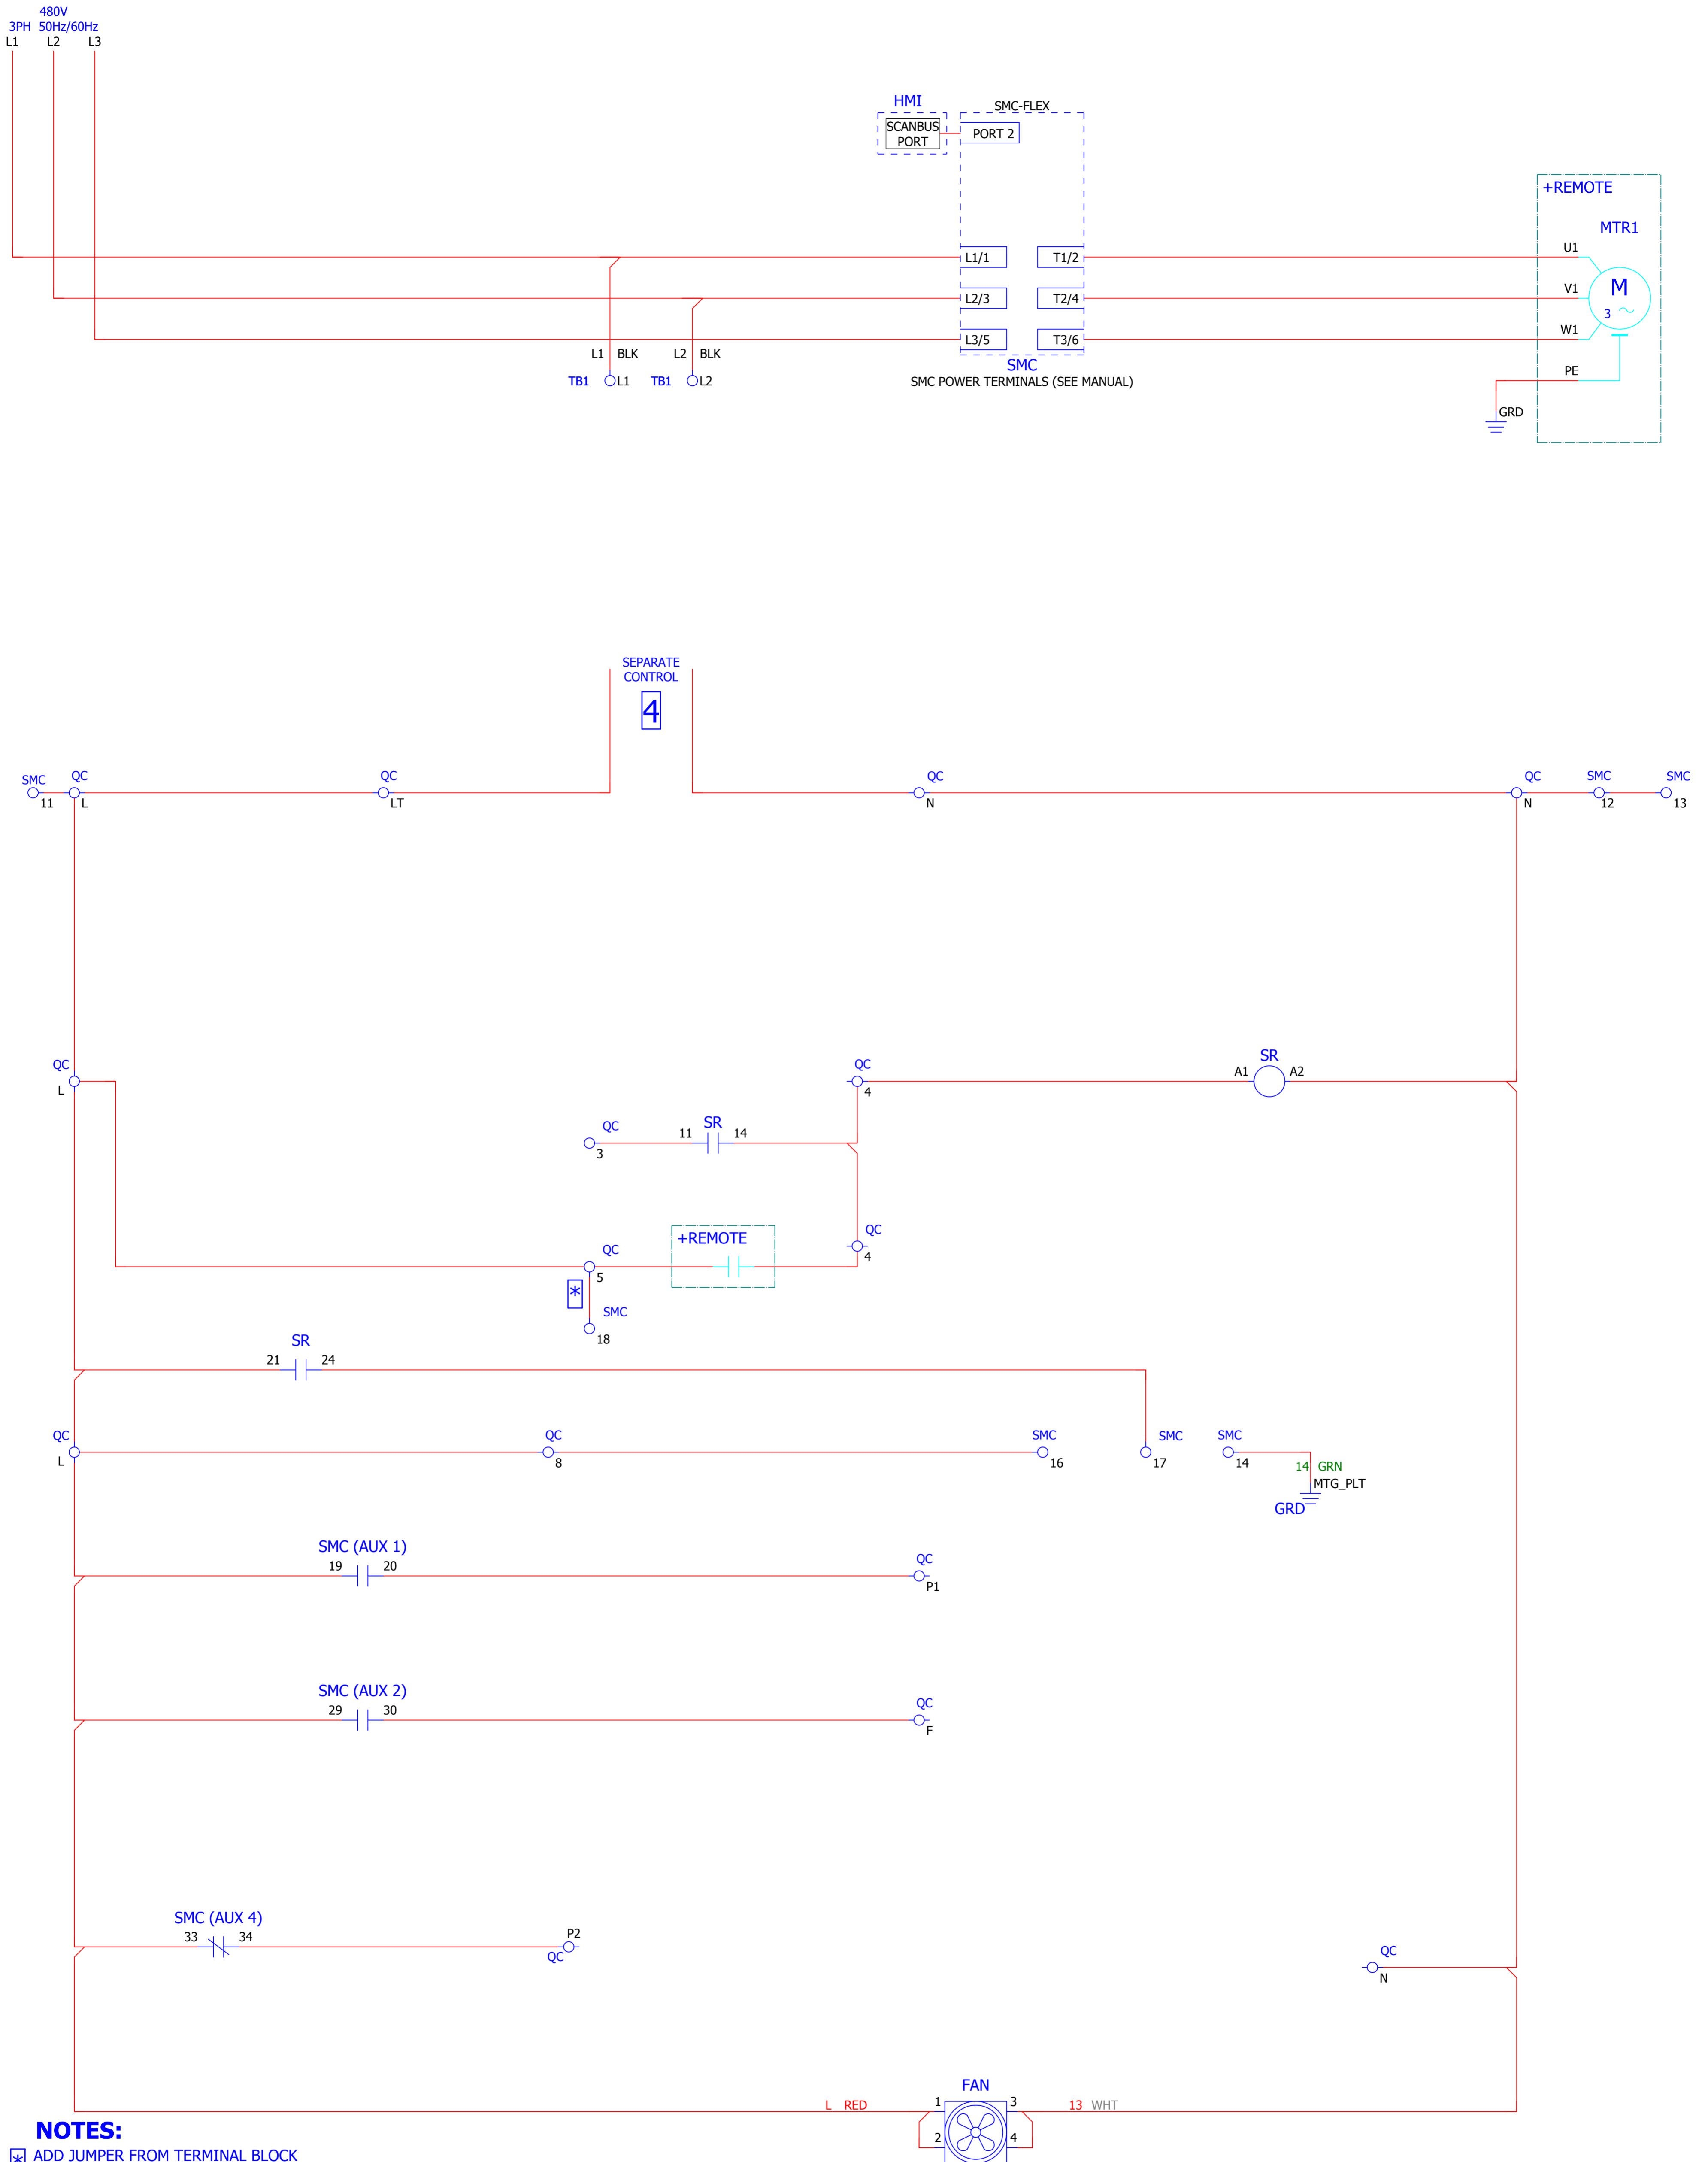 480V
3PH 50Hz/60Hz
L1 L2 L3
HMI
SCANBUS
PORT
SMC-FLEX
PORT 2
+REMOTE
MTR1
L1/1 T1/2 U1
L2/3 T2/4 V1
M
3
L3/5 T3/6 W1
SMC
SMC POWER TERMINALS (SEE MANUAL)
L1 BLK L2 BLK
TB1 L1 TB1 L2
PE
GRD
SEPARATE
CONTROL
4
SMC QC QC QC QC SMC SMC
11 L LT N N 12 13
QC QC SR
L 4 A1 A2
QC SR
3 11 14
QC +REMOTE QC
5 4
*
SMC
18
SR
21 24
QC QC SMC SMC SMC
L 8 16 17 14
14 GRN
MTG_PLT
GRD
SMC (AUX 1)
19 20 QC
P1
SMC (AUX 2)
29 30 QC
F
SMC (AUX 4)
33 34 P2
QC
QC
N
FAN
L RED 1 3 13 WHT
2 4
NOTES:
* ADD JUMPER FROM TERMINAL BLOCK